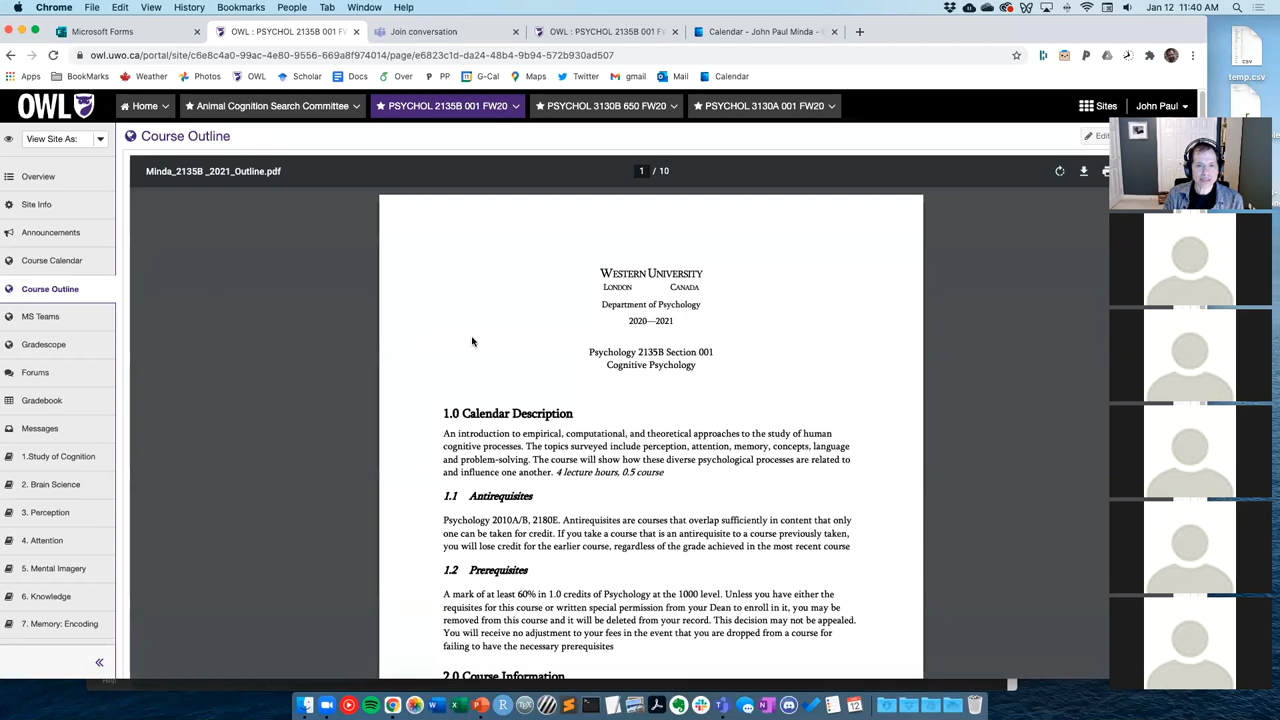 Chrome File Edit View History Bookmarks People Tab Window Help Jan 12 11:40 AM
Microsoft Forms OWL : PSYCHOL 2135B 001 F Join conversation OWL : PSYCHOL 2135B 001 F Calendar - John Paul Minda - O
owl.uwo.ca/portal/site/c6e8c4a0-99ac-4e80-9556-669a8f974014/page/e6823c1d-da24-48b4-9b94-572b930ad507
Apps BookMarks Weather Photos OWL Scholar Docs Over PP G-Cal Maps Twitter gmail Mail Calendar
csv
temp.csv
OWL Home Animal Cognition Search Committee PSYCHOL 2135B 001 FW20 PSYCHOL 3130B 650 FW20 PSYCHOL 3130A 001 FW20 Sites John Paul
View Site As:
Course Outline
Edit
Overview
Site Info
Announcements
Course Calendar
Course Outline
MS Teams
Gradescope
Forums
Gradebook
Messages
1.Study of Cognition
2. Brain Science
3. Perception
4. Attention
5. Mental Imagery
6. Knowledge
7. Memory: Encoding
Minda_2135B _2021_Outline.pdf 1 / 10
WESTERN UNIVERSITY
LONDON CANADA
Department of Psychology
2020—2021
Psychology 2135B Section 001
Cognitive Psychology
1.0 Calendar Description
An introduction to empirical, computational, and theoretical approaches to the study of human
cognitive processes. The topics surveyed include perception, attention, memory, concepts, language
and problem-solving. The course will show how these diverse psychological processes are related to
and influence one another. 4 lecture hours, 0.5 course
1.1 Antirequisites
Psychology 2010A/B, 2180E. Antirequisites are courses that overlap sufficiently in content that only
one can be taken for credit. If you take a course that is an antirequisite to a course previously taken,
you will lose credit for the earlier course, regardless of the grade achieved in the most recent course
1.2 Prerequisites
A mark of at least 60% in 1.0 credits of Psychology at the 1000 level. Unless you have either the
requisites for this course or written special permission from your Dean to enroll in it, you may be
removed from this course and it will be deleted from your record. This decision may not be appealed.
You will receive no adjustment to your fees in the event that you are dropped from a course for
failing to have the necessary prerequisites
2.0 Course Information
Help